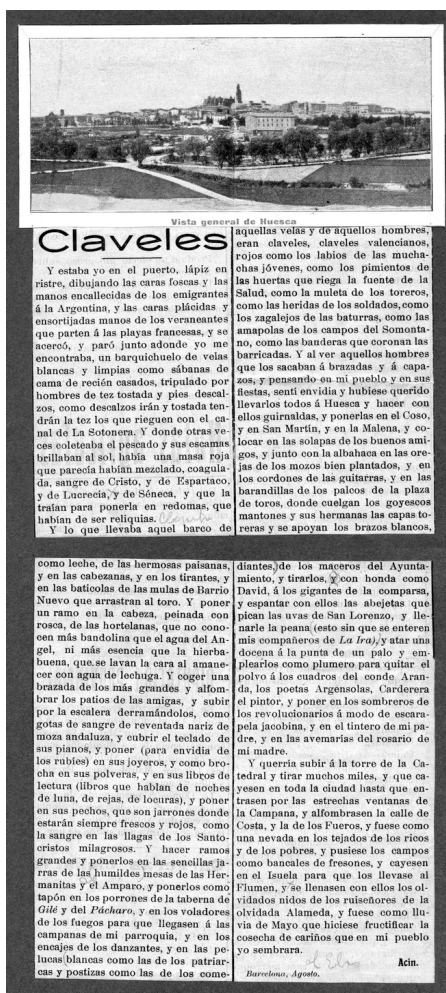 Vista general de Huesca
Claveles
Y estaba yo en el puerto, lápiz en
ristre, dibujando las caras foscas y las
manos encallecidas de los emigrantes
á la Argentina, y las caras plácidas y
ensortijadas manos de los veraneantes
que parten á las playas francesas, y se
acercó, y paró junto adonde yo me
encontraba, un barquichuelo de velas
blancas y limpias como sábanas de
cama de recién casados, tripulado por
hombres de tez tostada y pies descal-
zos, como descalzos irán y tostada ten-
drán la tez los que rieguen con el ca-
nal de La Sotonera. Y donde otras ve-
ces coleteaba el pescado y sus escamas
brillaban al sol, había una masa roja
que parecía habían mezclado, coagula-
da, sangre de Cristo, y de Espartaco,
y de Lucrecia, y de Séneca, y que la
traían para ponerla en redomas, que
habían de ser reliquias.
Y lo que llevaba aquel barco de
aquellas velas y de aquellos hombres,
eran claveles, claveles valencianos,
rojos como los labios de las mucha-
chas jóvenes, como los pimientos de
las huertas que riega la fuente de la
Salud, como la muleta de los toreros,
como las heridas de los soldados, como
los zagalejos de las baturras, como las
amapolas de los campos del Somonta-
no, como las banderas que coronan las
barricadas. Y al ver aquellos hombres
que los sacaban á brazadas y á capa-
zos, y pensando en mi pueblo y en sus
fiestas, sentí envidia y hubiese querido
llevarlos todos á Huesca y hacer con
ellos guirnaldas, y ponerlas en el Coso,
y en San Martín, y en la Malena, y co-
locar en las solapas de los buenos ami-
gos, y junto con la albahaca en las ore-
jas de los mozos bien plantados, y en
los cordones de las guitarras, y en las
barandillas de los palcos de la plaza
de toros, donde cuelgan los goyescos
mantones y sus hermanas las capas to-
reras y se apoyan los brazos blancos,
como leche, de las hermosas paisanas,
y en las cabezanas, y en los tirantes, y
en las batícolas de las mulas de Barrio
Nuevo que arrastran al toro. Y poner
un ramo en la cabeza, peinada con
rosca, de las hortelanas, que no cono-
cen más bandolina que el agua del An-
gel, ni más esencia que la hierba-
buena, que se lavan la cara al amane-
cer con agua de lechuga. Y coger una
brazada de los más grandes y alfom-
brar los patios de las amigas, y subir
por la escalera derramándolos, como
gotas de sangre de reventada nariz de
moza andaluza, y cubrir el teclado de
sus pianos, y poner (para envidia de
los rubíes) en sus joyeros, y como bro-
cha en sus polveras, y en sus libros de
lectura (libros que hablan de noches
de luna, de rejas, de locuras), y poner
en sus pechos, que son jarrones donde
estarán siempre frescos y rojos, como
la sangre en las llagas de los Santo-
cristos milagrosos. Y hacer ramos
grandes y ponerlos en las sencillas ja-
rras de las humildes mesas de las Her-
manitas y el Amparo, y ponerlos como
tapón en los porrones de la taberna de
Gilé y del Pácharo, y en los voladores
de los fuegos para que llegasen á las
campanas de mi parroquia, y en los
encajes de los danzantes, y en las pe-
lucas blancas como las de los patriar-
cas y postizas como las de los come-
diantes, de los maceros del Ayunta-
miento, y tirarlos, y con honda como
David, á los gigantes de la comparsa,
y espantar con ellos las abejetas que
pican las uvas de San Lorenzo, y lle-
narle la peana (esto sin que se enteren
mis compañeros de La Ira), y atar una
docena á la punta de un palo y em-
plearlos como plumero para quitar el
polvo á los cuadros del conde Aran-
da, los poetas Argensolas, Carderera
el pintor, y poner en los sombreros de
los revolucionarios á modo de escara-
pela jacobina, y en el tintero de mi pa-
dre, y en las avemarías del rosario de
mi madre.
Y querría subir á la torre de la Ca-
tedral y tirar muchos miles, y que ca-
yesen en toda la ciudad hasta que en-
trasen por las estrechas ventanas de
la Campana, y alfombrasen la calle de
Costa, y la de los Fueros, y fuese como
una nevada en los tejados de los ricos
y de los pobres, y pusiese los campos
como bancales de fresones, y cayesen
en el Isuela para que los llevase al
Flumen, y se llenasen con ellos los ol-
vidados nidos de los ruiseñores de la
olvidada Alameda, y fuese como llu-
via de Mayo que hiciese fructificar la
cosecha de cariños que en mi pueblo
yo sembrara.
Acín.
Barcelona, Agosto.